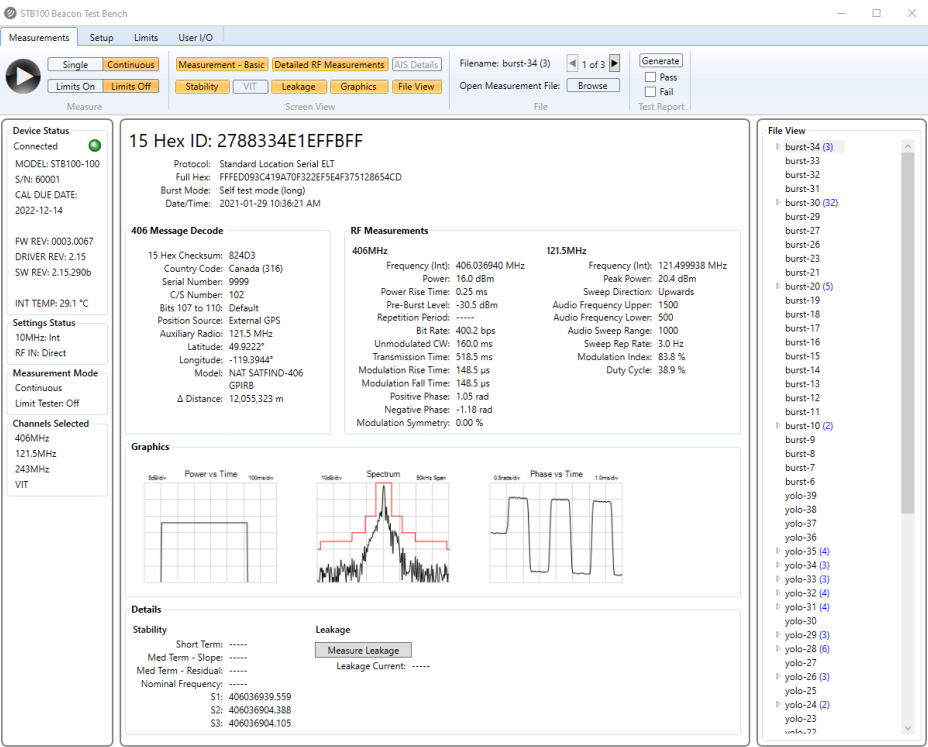 STB100 Beacon Test Bench
Measurements Setup Limits User I/O
Single Continuous
Limits On Limits Off
Measure
Measurement - Basic Detailed RF Measurements AIS Details
Stability VIT Leakage Graphics File View
Screen View
Filename: burst-34 (3) 1 of 3
Open Measurement File: Browse
File
Generate
Pass
Fail
Test Report
Device Status
Connected
MODEL: STB100-100
S/N: 60001
CAL DUE DATE:
2022-12-14
FW REV: 0003.0067
DRIVER REV: 2.15
SW REV: 2.15.290b
INT TEMP: 29.1 °C
Settings Status
10MHz: Int
RF IN: Direct
Measurement Mode
Continuous
Limit Tester: Off
Channels Selected
406MHz
121.5MHz
243MHz
VIT
15 Hex ID: 2788334E1EFFBFF
Protocol: Standard Location Serial ELT
Full Hex: FFFED093C419A70F322EF5E4F375128654CD
Burst Mode: Self test mode (long)
Date/Time: 2021-01-29 10:36:21 AM
406 Message Decode
15 Hex Checksum: 824D3
Country Code: Canada (316)
Serial Number: 9999
C/S Number: 102
Bits 107 to 110: Default
Position Source: External GPS
Auxiliary Radio: 121.5 MHz
Latitude: 49.9222°
Longitude: -119.3944°
Model: NAT SATFIND-406
GPIRB
Δ Distance: 12,055,323 m
RF Measurements
406MHz
Frequency (Int): 406.036940 MHz
Power: 16.0 dBm
Power Rise Time: 0.25 ms
Pre-Burst Level: -30.5 dBm
Repetition Period: -----
Bit Rate: 400.2 bps
Unmodulated CW: 160.0 ms
Transmission Time: 518.5 ms
Modulation Rise Time: 148.5 µs
Modulation Fall Time: 148.5 µs
Positive Phase: 1.05 rad
Negative Phase: -1.18 rad
Modulation Symmetry: 0.00 %
121.5MHz
Frequency (Int): 121.499938 MHz
Peak Power: 20.4 dBm
Sweep Direction: Upwards
Audio Frequency Upper: 1500
Audio Frequency Lower: 500
Audio Sweep Range: 1000
Sweep Rep Rate: 3.0 Hz
Modulation Index: 83.8 %
Duty Cycle: 38.9 %
Graphics
5dB/div Power vs Time 100ms/div
10dB/div Spectrum 50kHz Span
0.5rads/div Phase vs Time 1.0ms/div
Details
Stability
Short Term: -----
Med Term - Slope: -----
Med Term - Residual: -----
Nominal Frequency: -----
S1: 406036939.559
S2: 406036904.388
S3: 406036904.105
Leakage
Measure Leakage
Leakage Current: -----
File View
burst-34 (3)
burst-33
burst-32
burst-31
burst-30 (32)
burst-29
burst-27
burst-26
burst-23
burst-21
burst-20 (5)
burst-19
burst-18
burst-17
burst-16
burst-15
burst-14
burst-13
burst-12
burst-11
burst-10 (2)
burst-9
burst-8
burst-7
burst-6
yolo-39
yolo-38
yolo-37
yolo-36
yolo-35 (4)
yolo-34 (3)
yolo-33 (3)
yolo-32 (4)
yolo-31 (4)
yolo-30
yolo-29 (3)
yolo-28 (6)
yolo-27
yolo-26 (3)
yolo-25
yolo-24 (2)
yolo-23
yolo-22